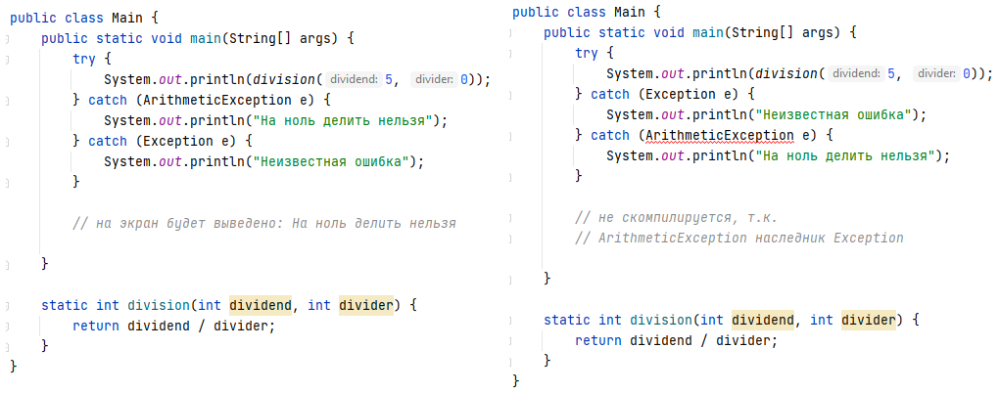 public class Main {
    public static void main(String[] args) {
        try {
            System.out.println(division( dividend: 5, divider: 0));
        } catch (ArithmeticException e) {
            System.out.println("На ноль делить нельзя");
        } catch (Exception e) {
            System.out.println("Неизвестная ошибка");
        }
        // на экран будет выведено: На ноль делить нельзя
    }
    static int division(int dividend, int divider) {
        return dividend / divider;
    }
}
public class Main {
    public static void main(String[] args) {
        try {
            System.out.println(division( dividend: 5, divider: 0));
        } catch (Exception e) {
            System.out.println("Неизвестная ошибка");
        } catch (ArithmeticException e) {
            System.out.println("На ноль делить нельзя");
        }
        // не скомпилируется, т.к.
        // ArithmeticException наследник Exception
    }
    static int division(int dividend, int divider) {
        return dividend / divider;
    }
}